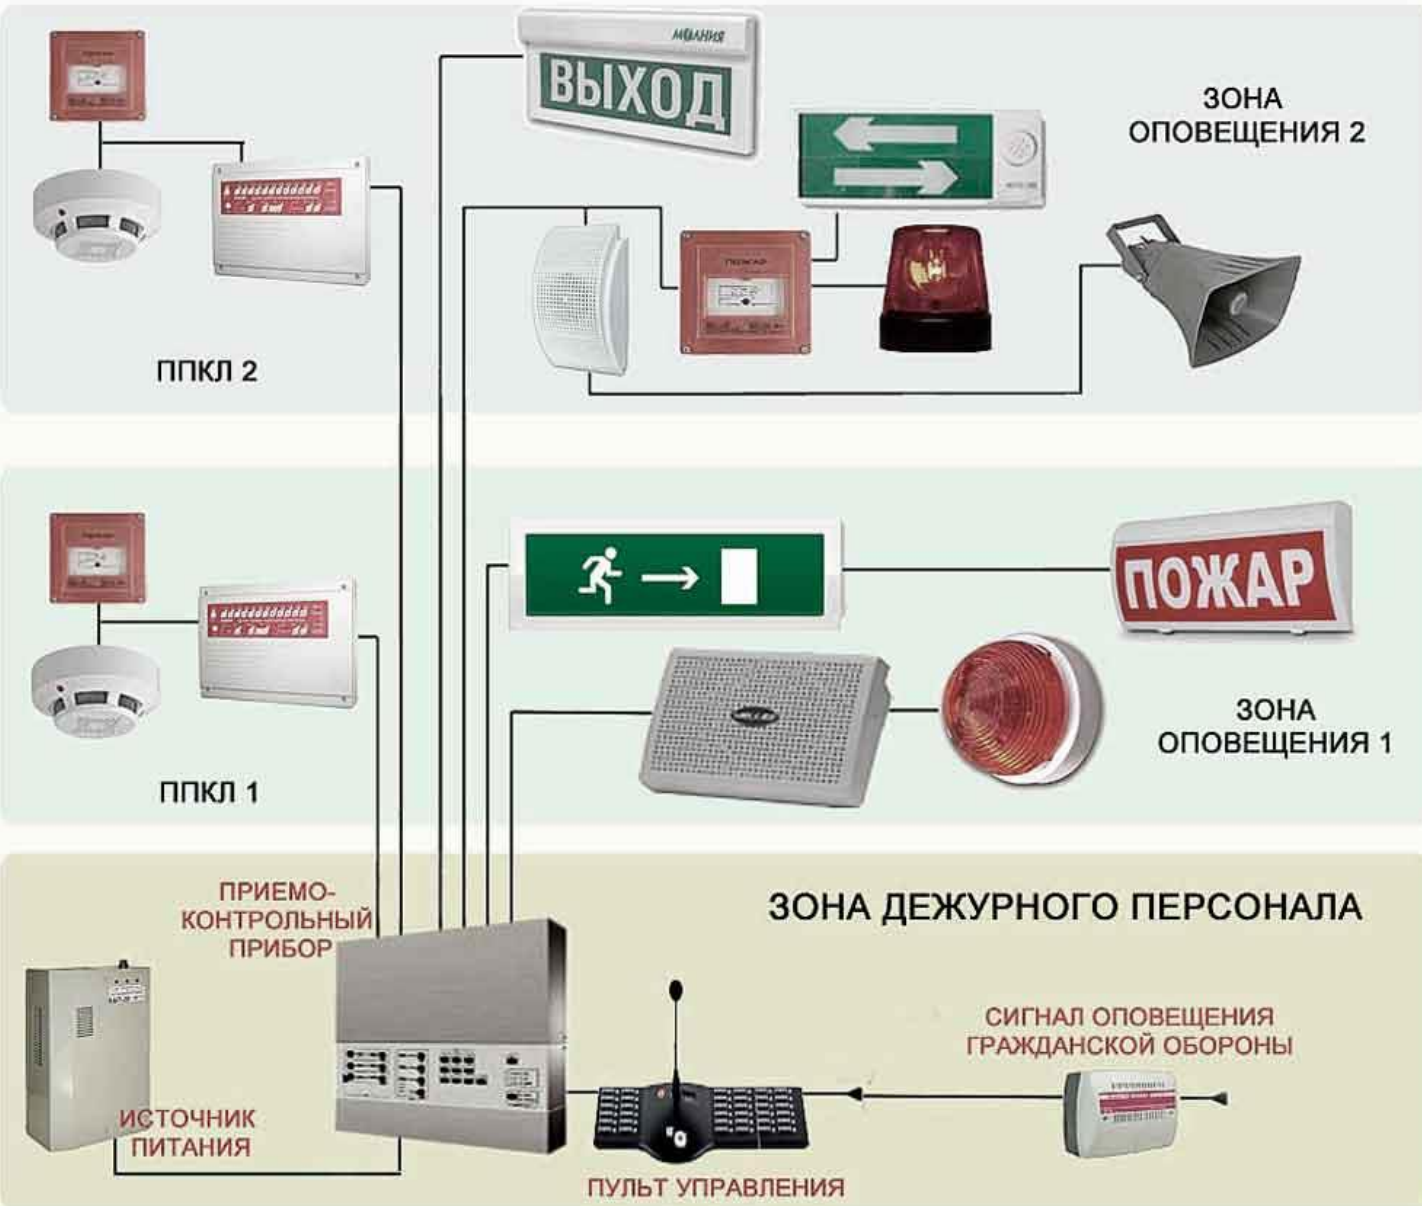 МОЛНИЯ
ВЫХОД
ЗОНА
ОПОВЕЩЕНИЯ 2
ПОЖАР
ППКЛ 2
ПОЖАР
ЗОНА
ОПОВЕЩЕНИЯ 1
ППКЛ 1
ПРИЕМО-
КОНТРОЛЬНЫЙ
ПРИБОР
ЗОНА ДЕЖУРНОГО ПЕРСОНАЛА
СИГНАЛ ОПОВЕЩЕНИЯ
ГРАЖДАНСКОЙ ОБОРОНЫ
ИСТОЧНИК
ПИТАНИЯ
ПУЛЬТ УПРАВЛЕНИЯ